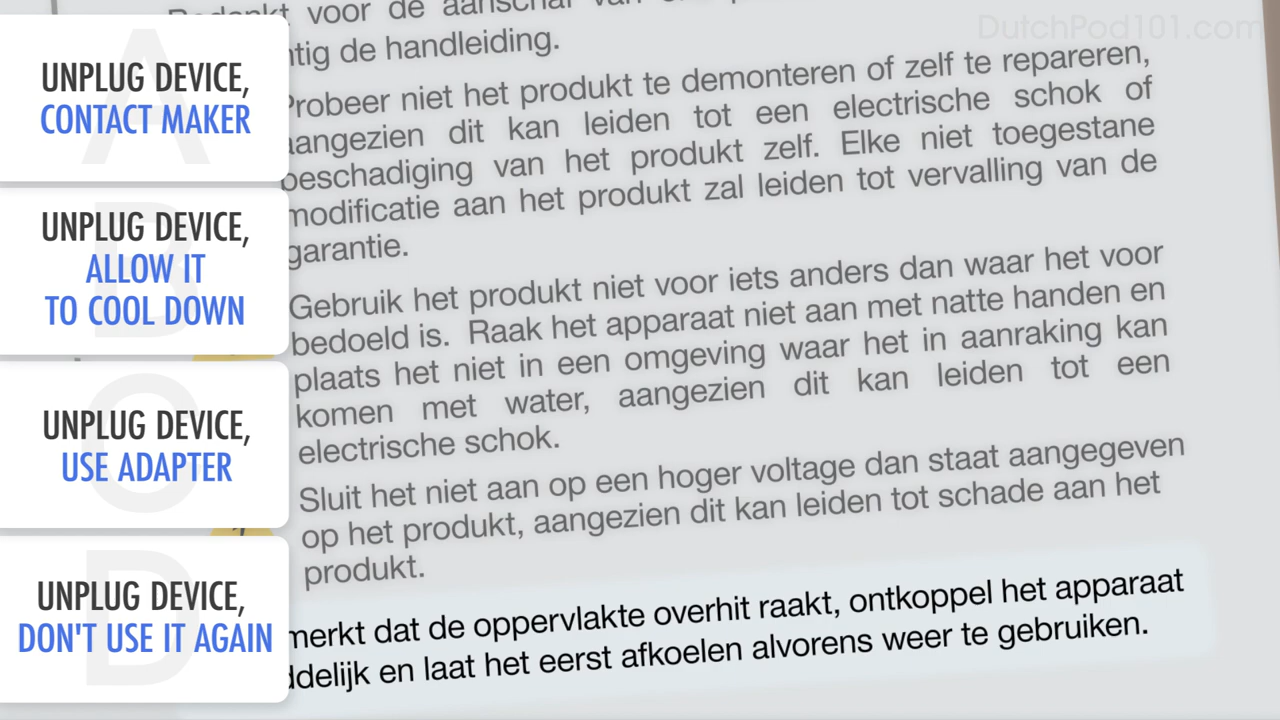 DutchPod101.com
voor de aanschaf van
de handleiding.
Probeer niet het produkt te demonteren of zelf te repareren,
aangezien dit kan leiden tot een electrische schok of
beschadiging van het produkt zelf. Elke niet toegestane
modificatie aan het produkt zal leiden tot vervalling van de
garantie.
Gebruik het produkt niet voor iets anders dan waar het voor
bedoeld is. Raak het apparaat niet aan met natte handen en
plaats het niet in een omgeving waar het in aanraking kan
komen met water, aangezien dit kan leiden tot een
electrische schok.
Sluit het niet aan op een hoger voltage dan staat aangegeven
op het produkt, aangezien dit kan leiden tot schade aan het
produkt.
merkt dat de oppervlakte overhit raakt, ontkoppel het apparaat
ddelijk en laat het eerst afkoelen alvorens weer te gebruiken.
A
UNPLUG DEVICE,
CONTACT MAKER
B
UNPLUG DEVICE,
ALLOW IT
TO COOL DOWN
C
UNPLUG DEVICE,
USE ADAPTER
D
UNPLUG DEVICE,
DON'T USE IT AGAIN